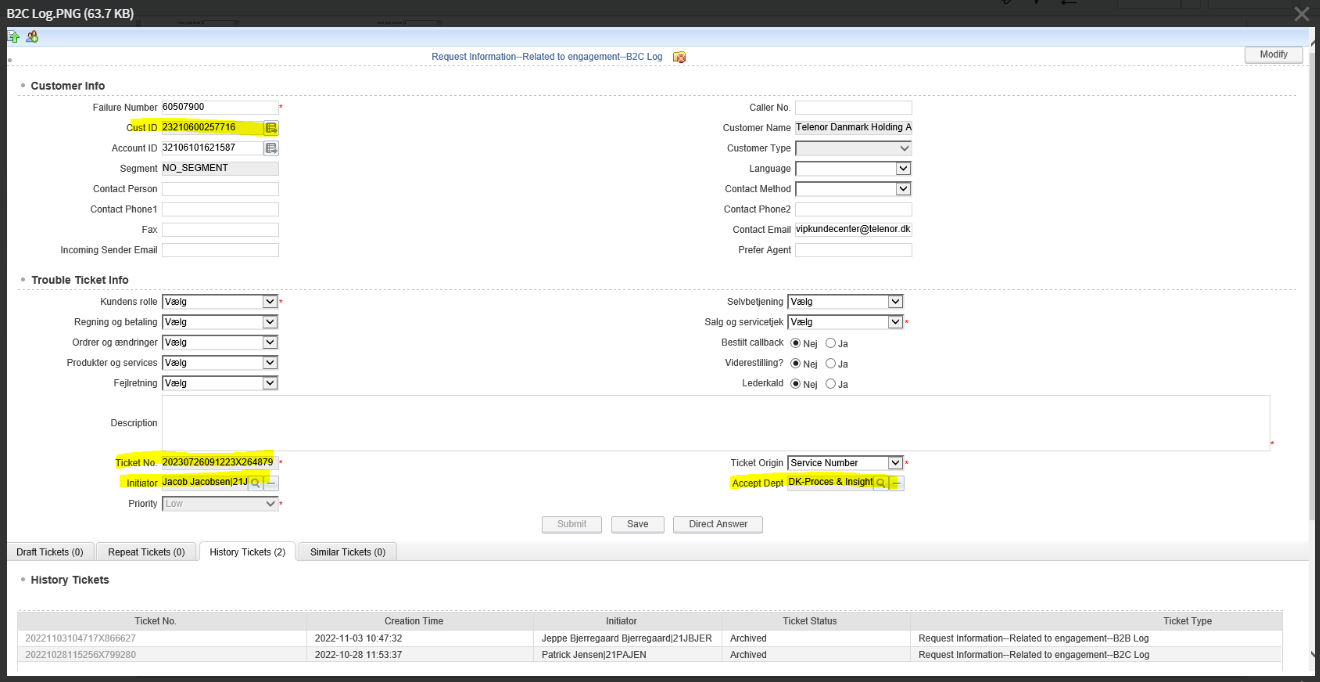 B2C Log.PNG (63.7 KB)
Request Information--Related to engagement--B2C Log
Modify
Customer Info
Failure Number 60507900 * Caller No.
Cust ID 23210600257716 Customer Name Telenor Danmark Holding A
Account ID 32106101621587 Customer Type
Segment NO_SEGMENT Language
Contact Person Contact Method
Contact Phone1 Contact Phone2
Fax Contact Email vipkundecenter@telenor.dk
Incoming Sender Email Prefer Agent
Trouble Ticket Info
Kundens rolle Vælg * Selvbetjening Vælg
Regning og betaling Vælg Salg og servicetjek Vælg *
Ordrer og ændringer Vælg Bestilt callback Nej Ja
Produkter og services Vælg Viderestilling? Nej Ja
Fejlretning Vælg Lederkald Nej Ja
Description *
Ticket No. 20230726091223X264879 * Ticket Origin Service Number *
Initiator Jacob Jacobsen|21J Accept Dept DK-Proces & Insight
Priority Low *
Submit Save Direct Answer
Draft Tickets (0) Repeat Tickets (0) History Tickets (2) Similar Tickets (0)
History Tickets
Ticket No. Creation Time Initiator Ticket Status Ticket Type
20221103104717X866627 2022-11-03 10:47:32 Jeppe Bjerregaard Bjerregaard|21JBJER Archived Request Information--Related to engagement--B2B Log
20221028115256X799280 2022-10-28 11:53:37 Patrick Jensen|21PAJEN Archived Request Information--Related to engagement--B2C Log